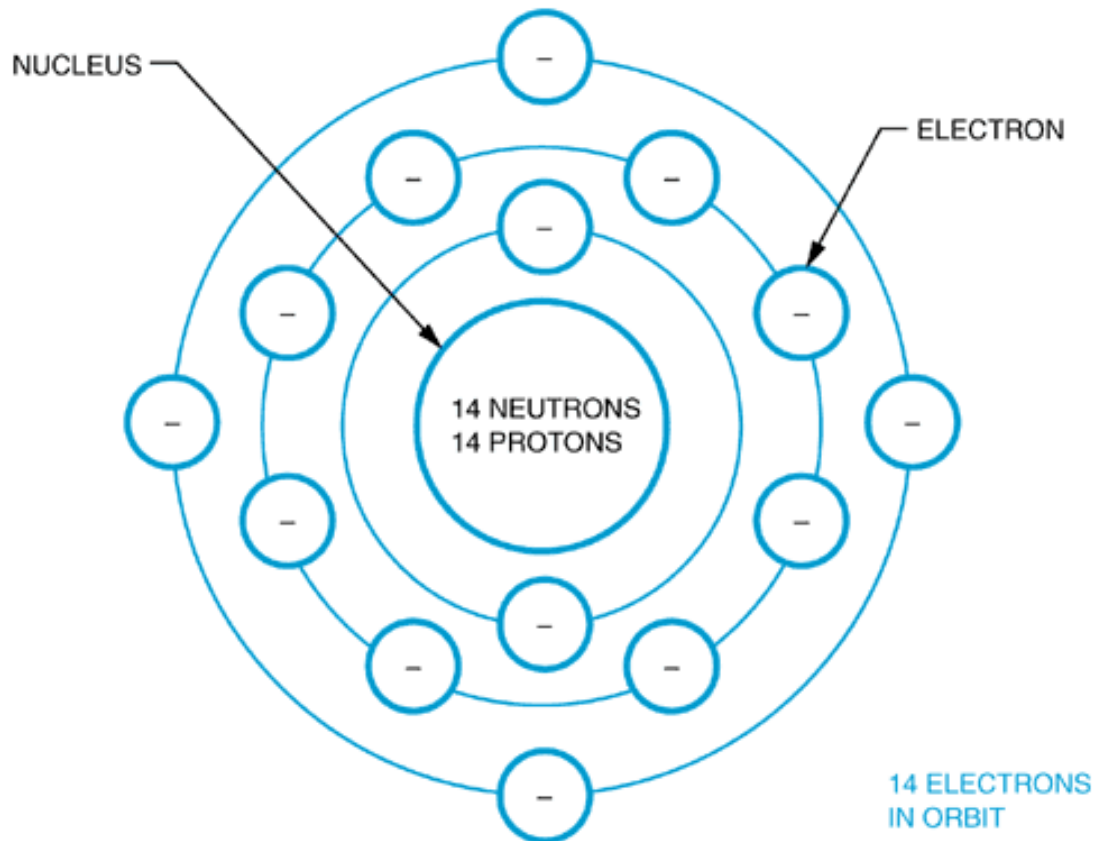 NUCLEUS
ELECTRON
14 NEUTRONS
14 PROTONS
14 ELECTRONS
IN ORBIT